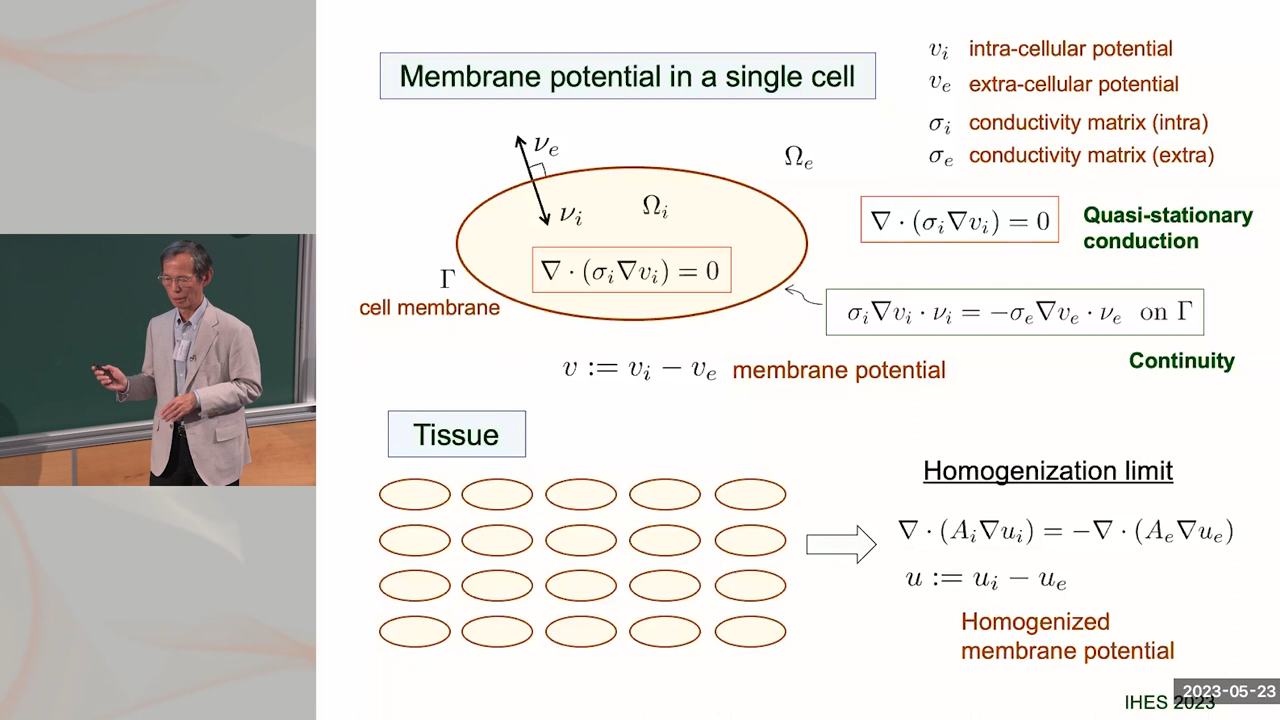 Membrane potential in a single cell
v_i intra-cellular potential
v_e extra-cellular potential
σ_i conductivity matrix (intra)
σ_e conductivity matrix (extra)
ν_e
Ω_e
ν_i
Ω_i
∇ · (σ_i∇v_i) = 0
Quasi-stationary
conduction
Γ
cell membrane
∇ · (σ_i∇v_i) = 0
σ_i∇v_i · ν_i = −σ_e∇v_e · ν_e on Γ
Continuity
v := v_i − v_e membrane potential
Tissue
Homogenization limit
∇ · (A_i∇u_i) = −∇ · (A_e∇u_e)
u := u_i − u_e
Homogenized
membrane potential
2023-05-23
IHES 2023